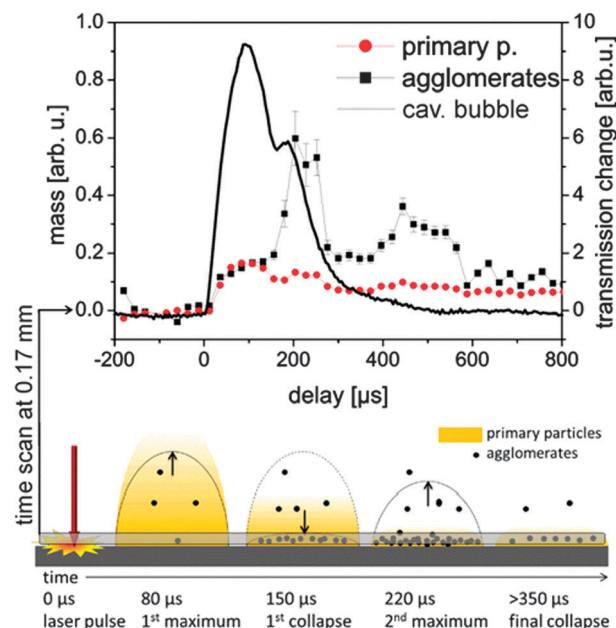 primary p.
agglomerates
cav. bubble
mass [arb. u.]
1.0
0.8
0.6
0.4
0.2
0.0
transmission change [arb.u.]
10
8
6
4
2
0
-200
0
200
400
600
800
delay [µs]
time scan at 0.17 mm
primary particles
agglomerates
time
0 µs
80 µs
150 µs
220 µs
>350 µs
laser pulse
1st maximum
1st collapse
2nd maximum
final collapse